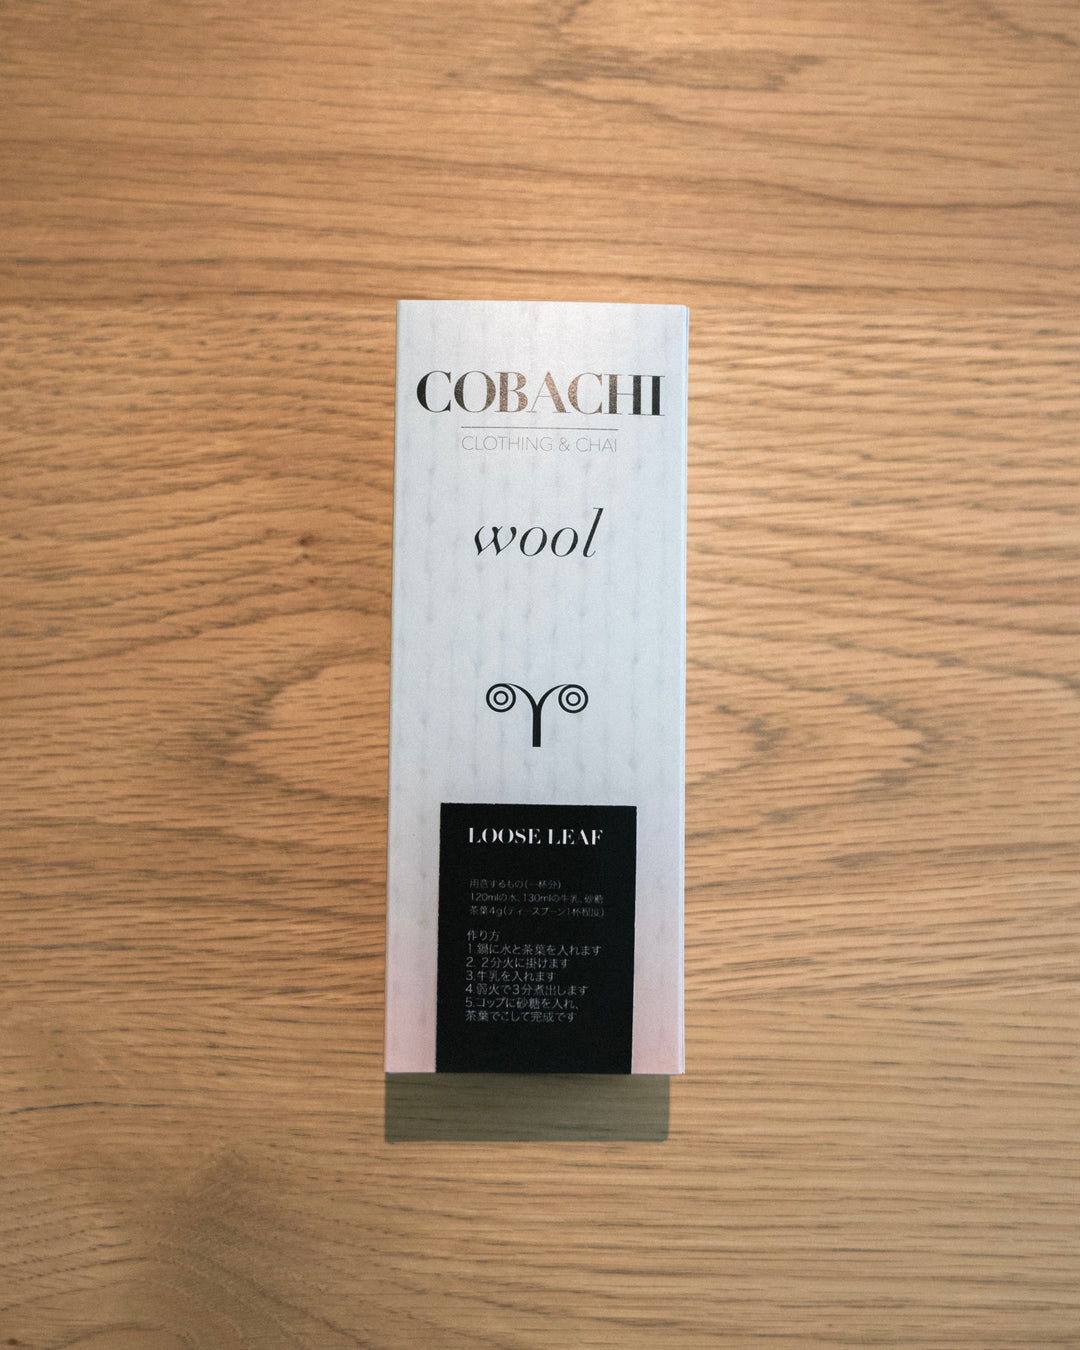 COBACHI
CLOTHING & CHAI
wool
LOOSE LEAF
用意するもの(一杯分)
120mlの水、130mlの牛乳、砂糖
茶葉4g(ティースプーン1杯程度)
作り方
1.鍋に水と茶葉を入れます
2. 2分火に掛けます
3.牛乳を入れます
4.弱火で3分煮出します
5.コップに砂糖を入れ、
茶葉でこして完成です